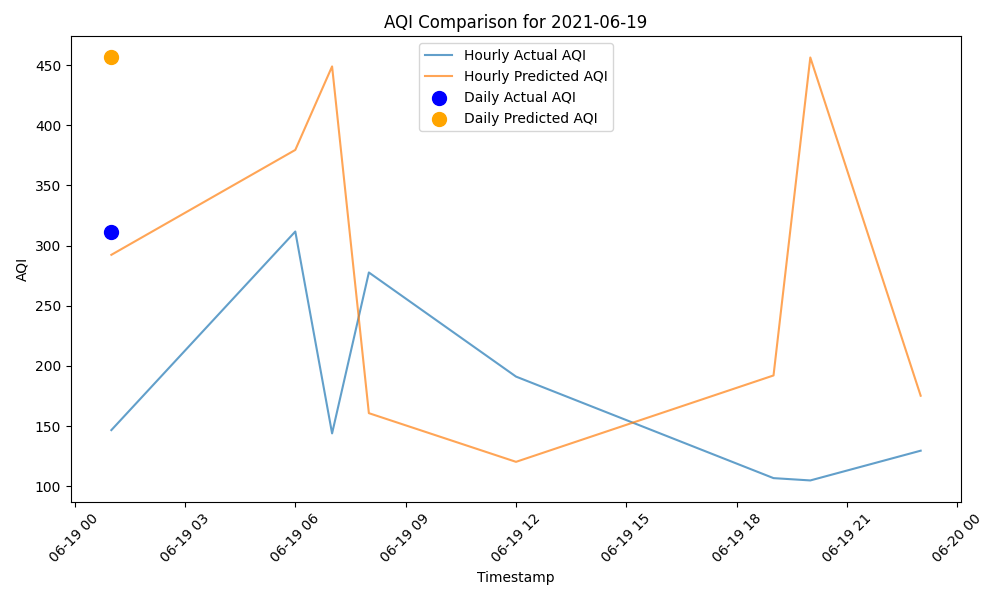 AQI Comparison for 2021-06-19
Hourly Actual AQI
Hourly Predicted AQI
Daily Actual AQI
Daily Predicted AQI
AQI
450
400
350
300
250
200
150
100
06-19 00
06-19 03
06-19 06
06-19 09
06-19 12
06-19 15
06-19 18
06-19 21
06-20 00
Timestamp